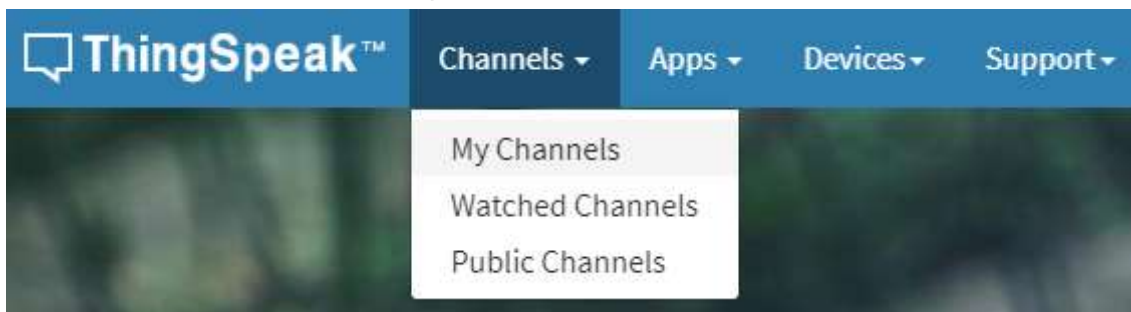 ThingSpeak™ Channels Apps Devices Support
My Channels
Watched Channels
Public Channels